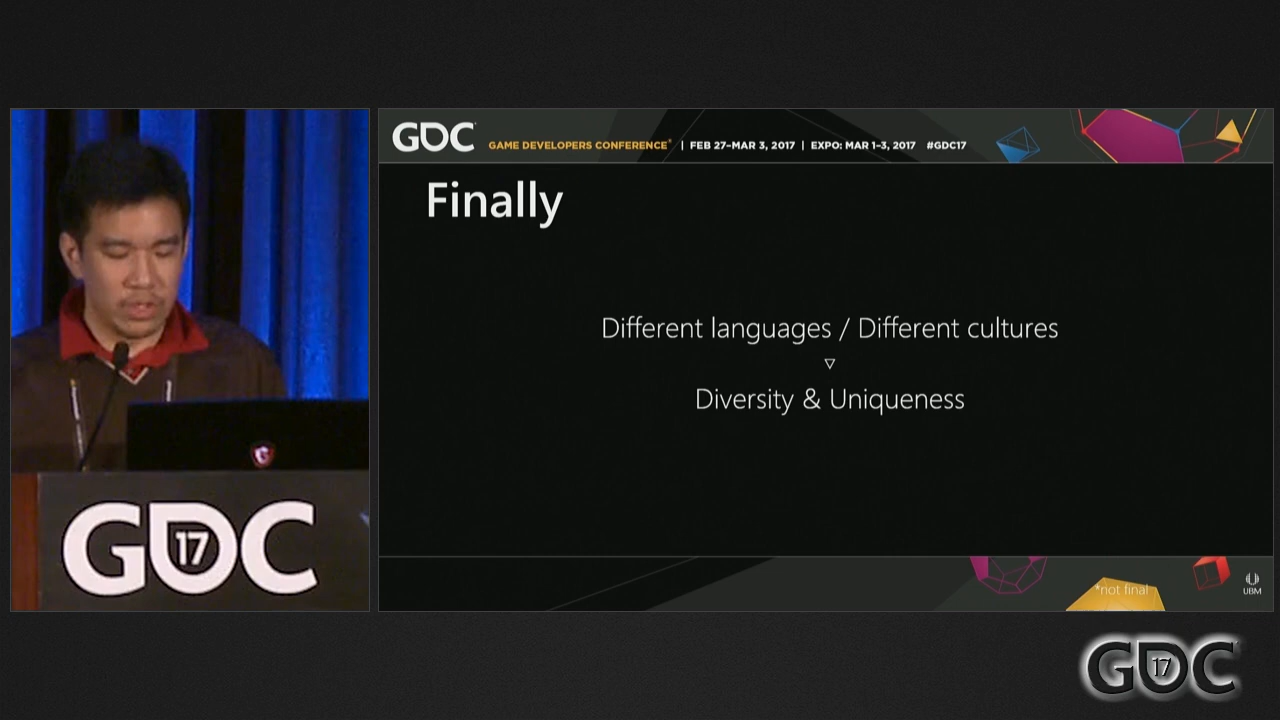 GDC
GAME DEVELOPERS CONFERENCE® | FEB 27–MAR 3, 2017 | EXPO: MAR 1–3, 2017 #GDC17
Finally
Different languages / Different cultures
▽
Diversity & Uniqueness
*not final
UBM
GDC 17
GDC 17